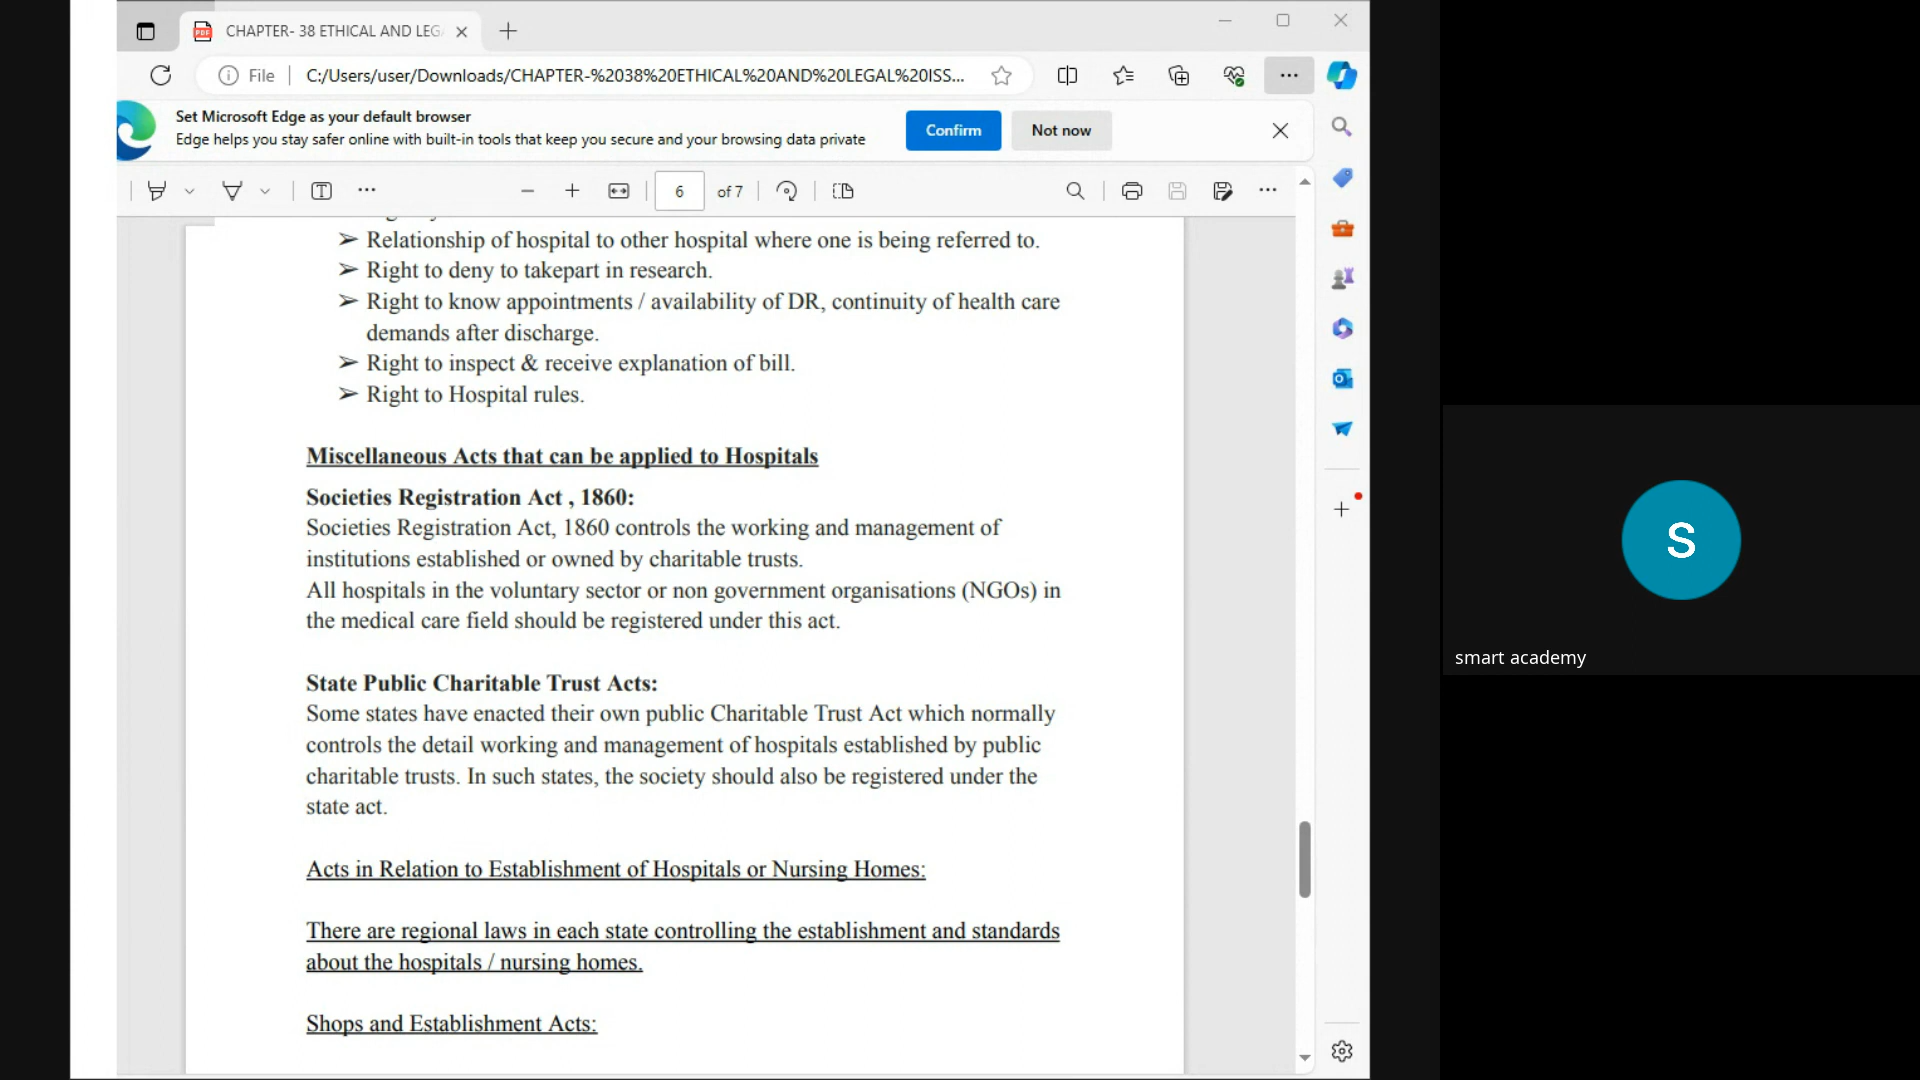 CHAPTER- 38 ETHICAL AND LEG
File
C:/Users/user/Downloads/CHAPTER-%2038%20ETHICAL%20AND%20LEGAL%20ISS...
Set Microsoft Edge as your default browser
Edge helps you stay safer online with built-in tools that keep you secure and your browsing data private
Confirm
Not now
6 of 7
➢ Relationship of hospital to other hospital where one is being referred to.
➢ Right to deny to takepart in research.
➢ Right to know appointments / availability of DR, continuity of health care
demands after discharge.
➢ Right to inspect & receive explanation of bill.
➢ Right to Hospital rules.
Miscellaneous Acts that can be applied to Hospitals
Societies Registration Act , 1860:
Societies Registration Act, 1860 controls the working and management of
institutions established or owned by charitable trusts.
All hospitals in the voluntary sector or non government organisations (NGOs) in
the medical care field should be registered under this act.
State Public Charitable Trust Acts:
Some states have enacted their own public Charitable Trust Act which normally
controls the detail working and management of hospitals established by public
charitable trusts. In such states, the society should also be registered under the
state act.
Acts in Relation to Establishment of Hospitals or Nursing Homes:
There are regional laws in each state controlling the establishment and standards
about the hospitals / nursing homes.
Shops and Establishment Acts:
S
smart academy